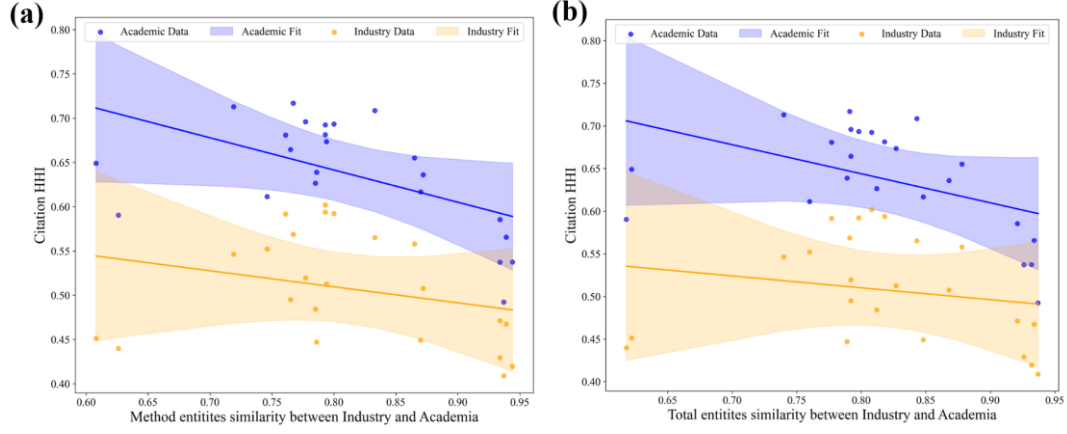 (a)
Academic Data Academic Fit Industry Data Industry Fit
Citation HHI
0.80
0.75
0.70
0.65
0.60
0.55
0.50
0.45
0.40
0.60 0.65 0.70 0.75 0.80 0.85 0.90 0.95
Method entitites similarity between Industry and Academia
(b)
Academic Data Academic Fit Industry Data Industry Fit
Citation HHI
0.80
0.75
0.70
0.65
0.60
0.55
0.50
0.45
0.40
0.65 0.70 0.75 0.80 0.85 0.90 0.95
Total entitites similarity between Industry and Academia